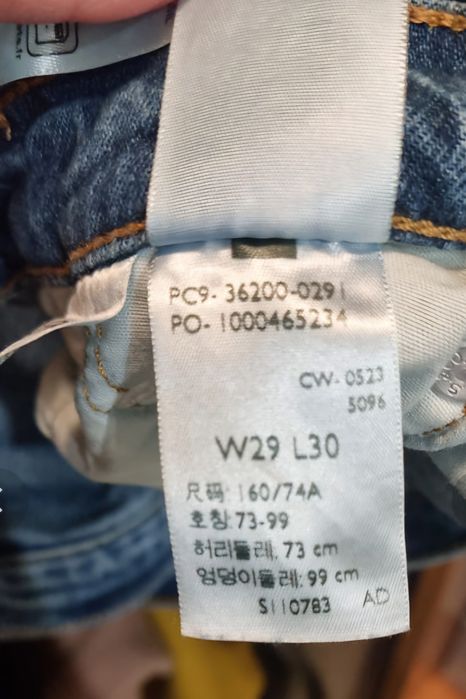 PC9- 36200-0291
PO- 1000465234
CW- 0523
5096
W29 L30
尺码: 160/74A
호칭: 73-99
허리둘레: 73 cm
엉덩이둘레: 99 cm
S110783 AD